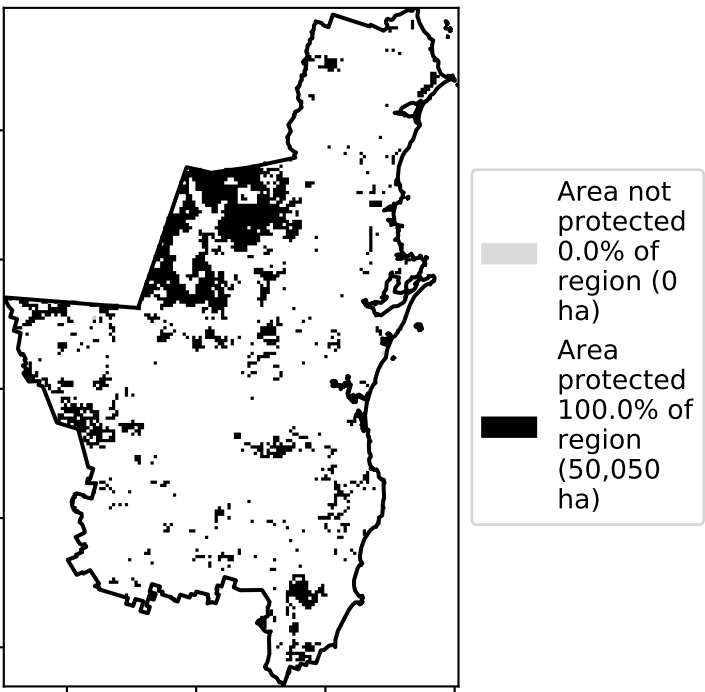 Area not
protected
0.0% of
region (0
ha)
Area
protected
100.0% of
region
(50,050
ha)